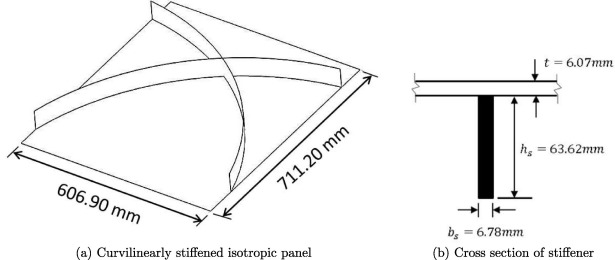 606.90 mm
711.20 mm
t = 6.07mm
h_s = 63.62mm
b_s = 6.78mm
(a) Curvilinearly stiffened isotropic panel
(b) Cross section of stiffener